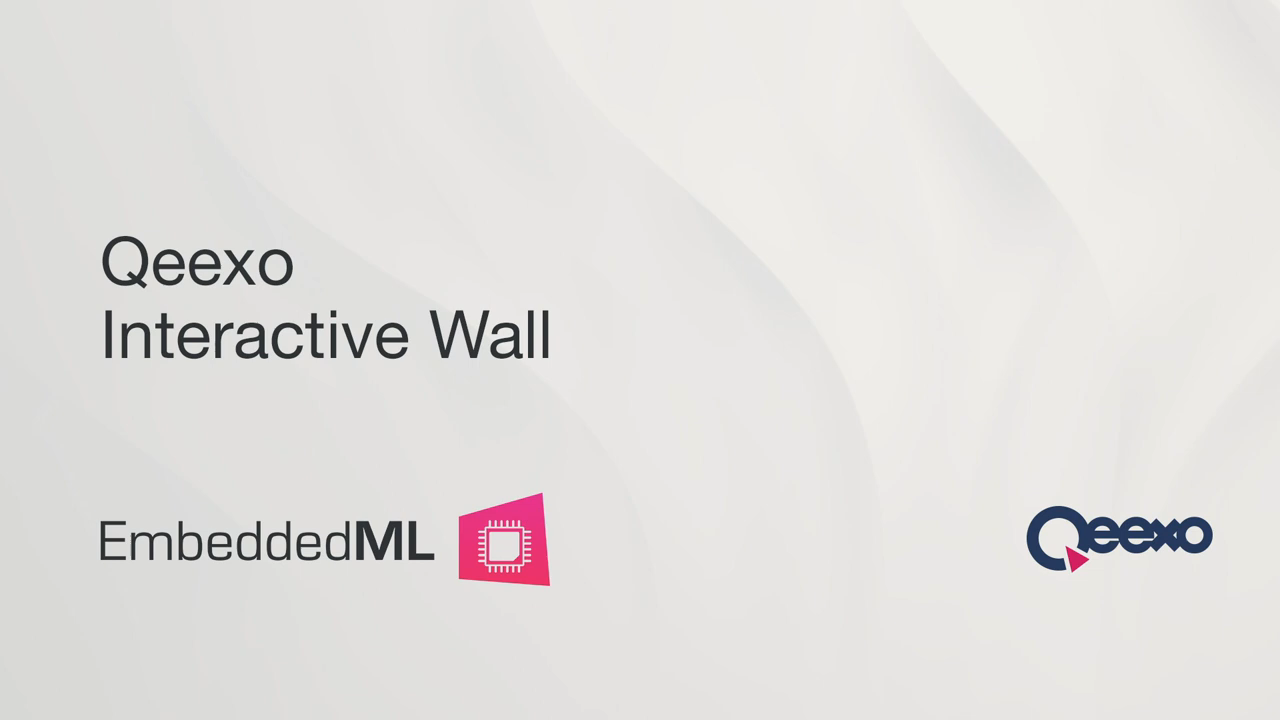 Qeexo
Interactive Wall
EmbeddedML
Qeexo